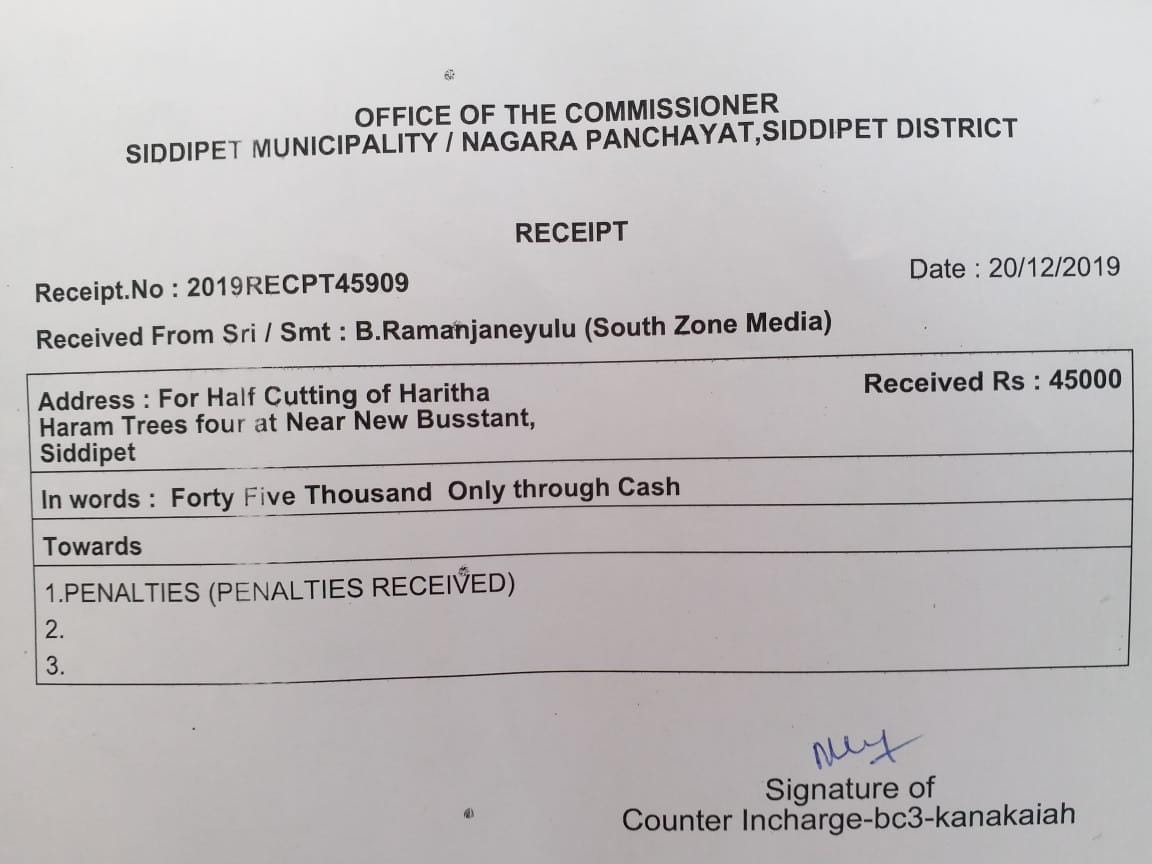 OFFICE OF THE COMMISSIONER
SIDDIPET MUNICIPALITY / NAGARA PANCHAYAT,SIDDIPET DISTRICT
RECEIPT
Receipt.No : 2019RECPT45909
Date : 20/12/2019
Received From Sri / Smt : B.Ramanjaneyulu (South Zone Media)
Address : For Half Cutting of Haritha
Received Rs : 45000
Haram Trees four at Near New Busstant,
Siddipet
In words : Forty Five Thousand Only through Cash
Towards
1.PENALTIES (PENALTIES RECEIVED)
2.
3.
Signature of
Counter Incharge-bc3-kanakaiah